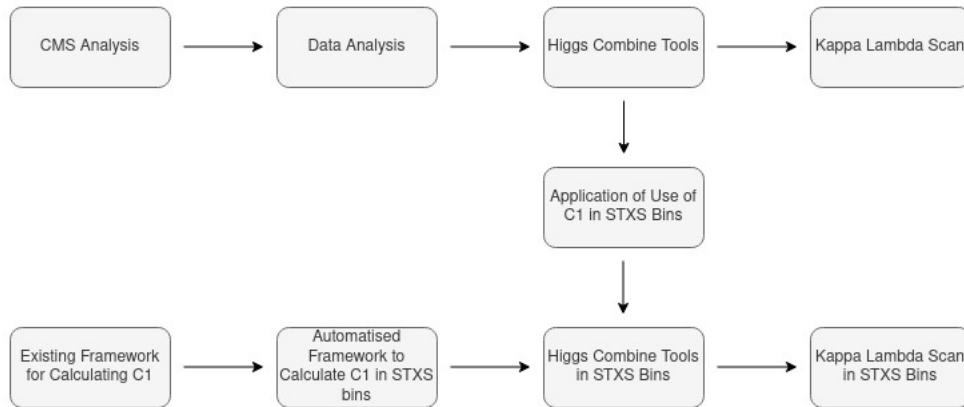 CMS Analysis
Data Analysis
Higgs Combine Tools
Kappa Lambda Scan
Application of Use of
C1 in STXS Bins
Existing Framework
for Calculating C1
Automatised
Framework to
Calculate C1 in STXS
bins
Higgs Combine Tools
in STXS Bins
Kappa Lambda Scan
in STXS Bins